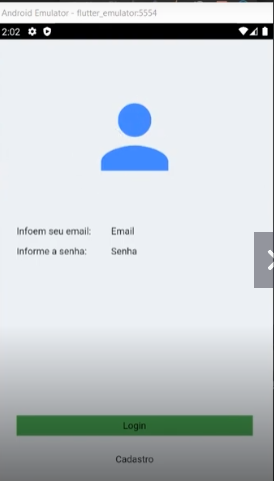 Android Emulator - flutter_emulator:5554
2:02
Infoem seu email: Email
Informe a senha: Senha
Login
Cadastro